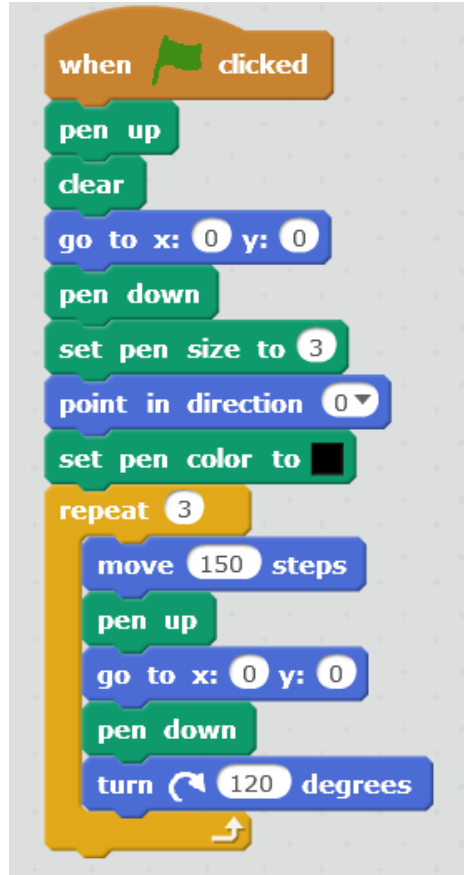 when clicked
pen up
clear
go to x: 0 y: 0
pen down
set pen size to 3
point in direction 0
set pen color to
repeat 3
move 150 steps
pen up
go to x: 0 y: 0
pen down
turn 120 degrees